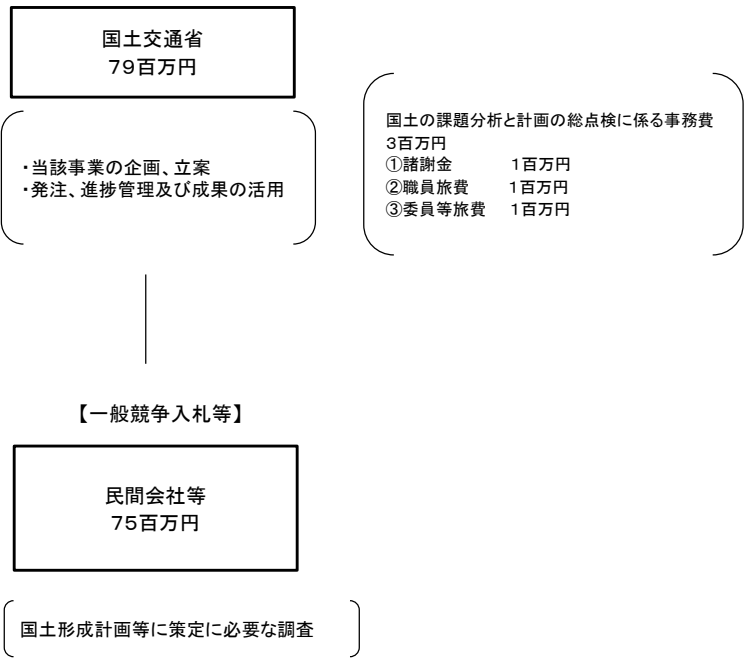 国土交通省
79百万円
・当該事業の企画、立案
・発注、進捗管理及び成果の活用
国土の課題分析と計画の総点検に係る事務費
3百万円
①諸謝金 1百万円
②職員旅費 1百万円
③委員等旅費 1百万円
【一般競争入札等】
民間会社等
75百万円
国土形成計画等に策定に必要な調査